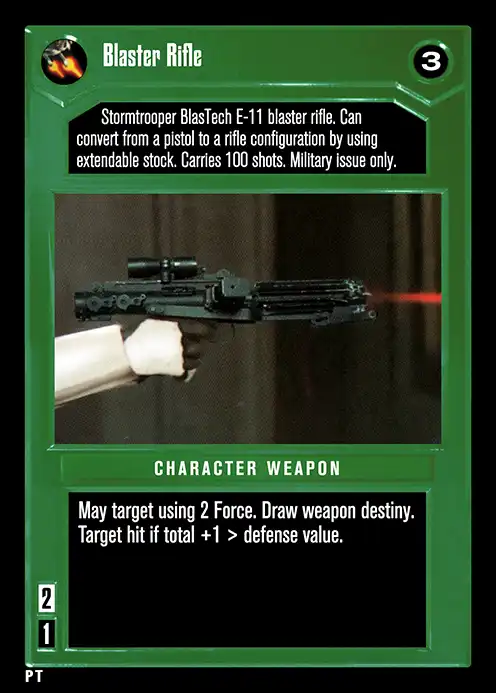 Blaster Rifle
3
Stormtrooper BlasTech E-11 blaster rifle. Can
convert from a pistol to a rifle configuration by using
extendable stock. Carries 100 shots. Military issue only.
CHARACTER WEAPON
May target using 2 Force. Draw weapon destiny.
Target hit if total +1 > defense value.
2
1
PT